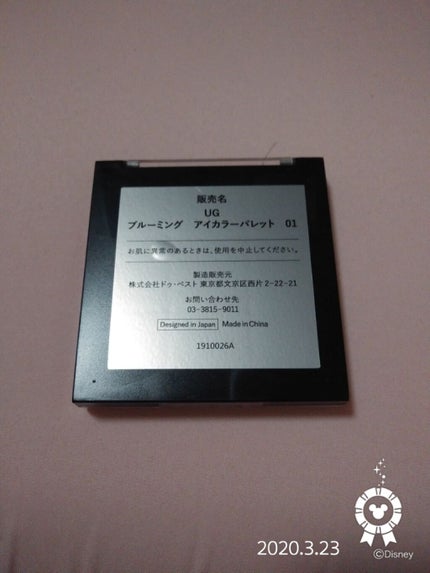 販売名
UG
ブルーミング アイカラーパレット 01
お肌に異常のあるときは、使用を中止してください。
製造販売元
株式会社ドゥ・ベスト 東京都文京区西片2-22-21
お問い合わせ先
03-3815-9011
Designed in Japan Made in China
1910026A
2020.3.23
©Disney